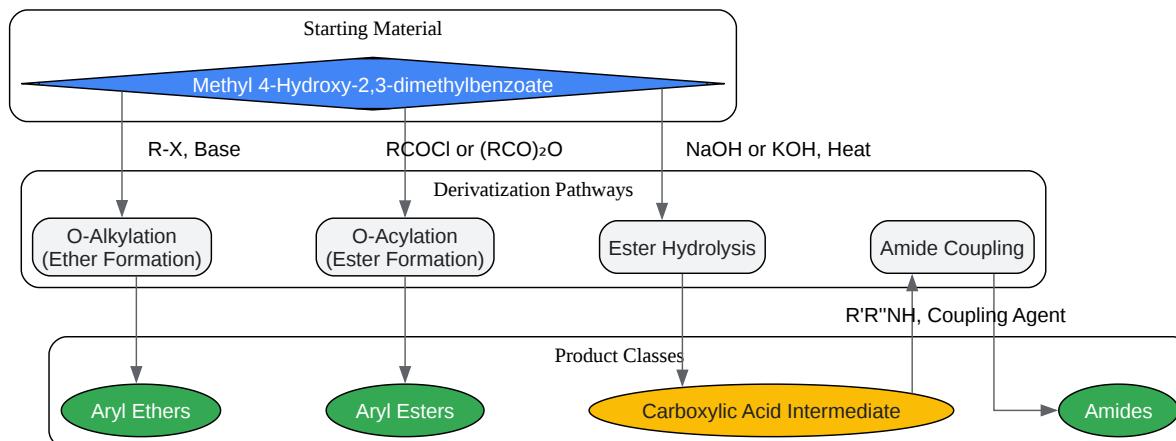 Starting Material
Methyl 4-Hydroxy-2,3-dimethylbenzoate
R-X, Base
RCOCl or (RCO)₂O
NaOH or KOH, Heat
Derivatization Pathways
O-Alkylation
(Ether Formation)
O-Acylation
(Ester Formation)
Ester Hydrolysis
Amide Coupling
R'R''NH, Coupling Agent
Product Classes
Aryl Ethers
Aryl Esters
Carboxylic Acid Intermediate
Amides